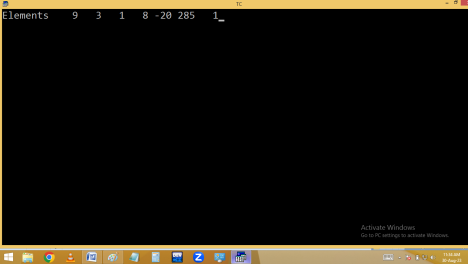 TC
Elements 9 3 1 8 -20 285 1_
Activate Windows
Go to PC settings to activate Windows.